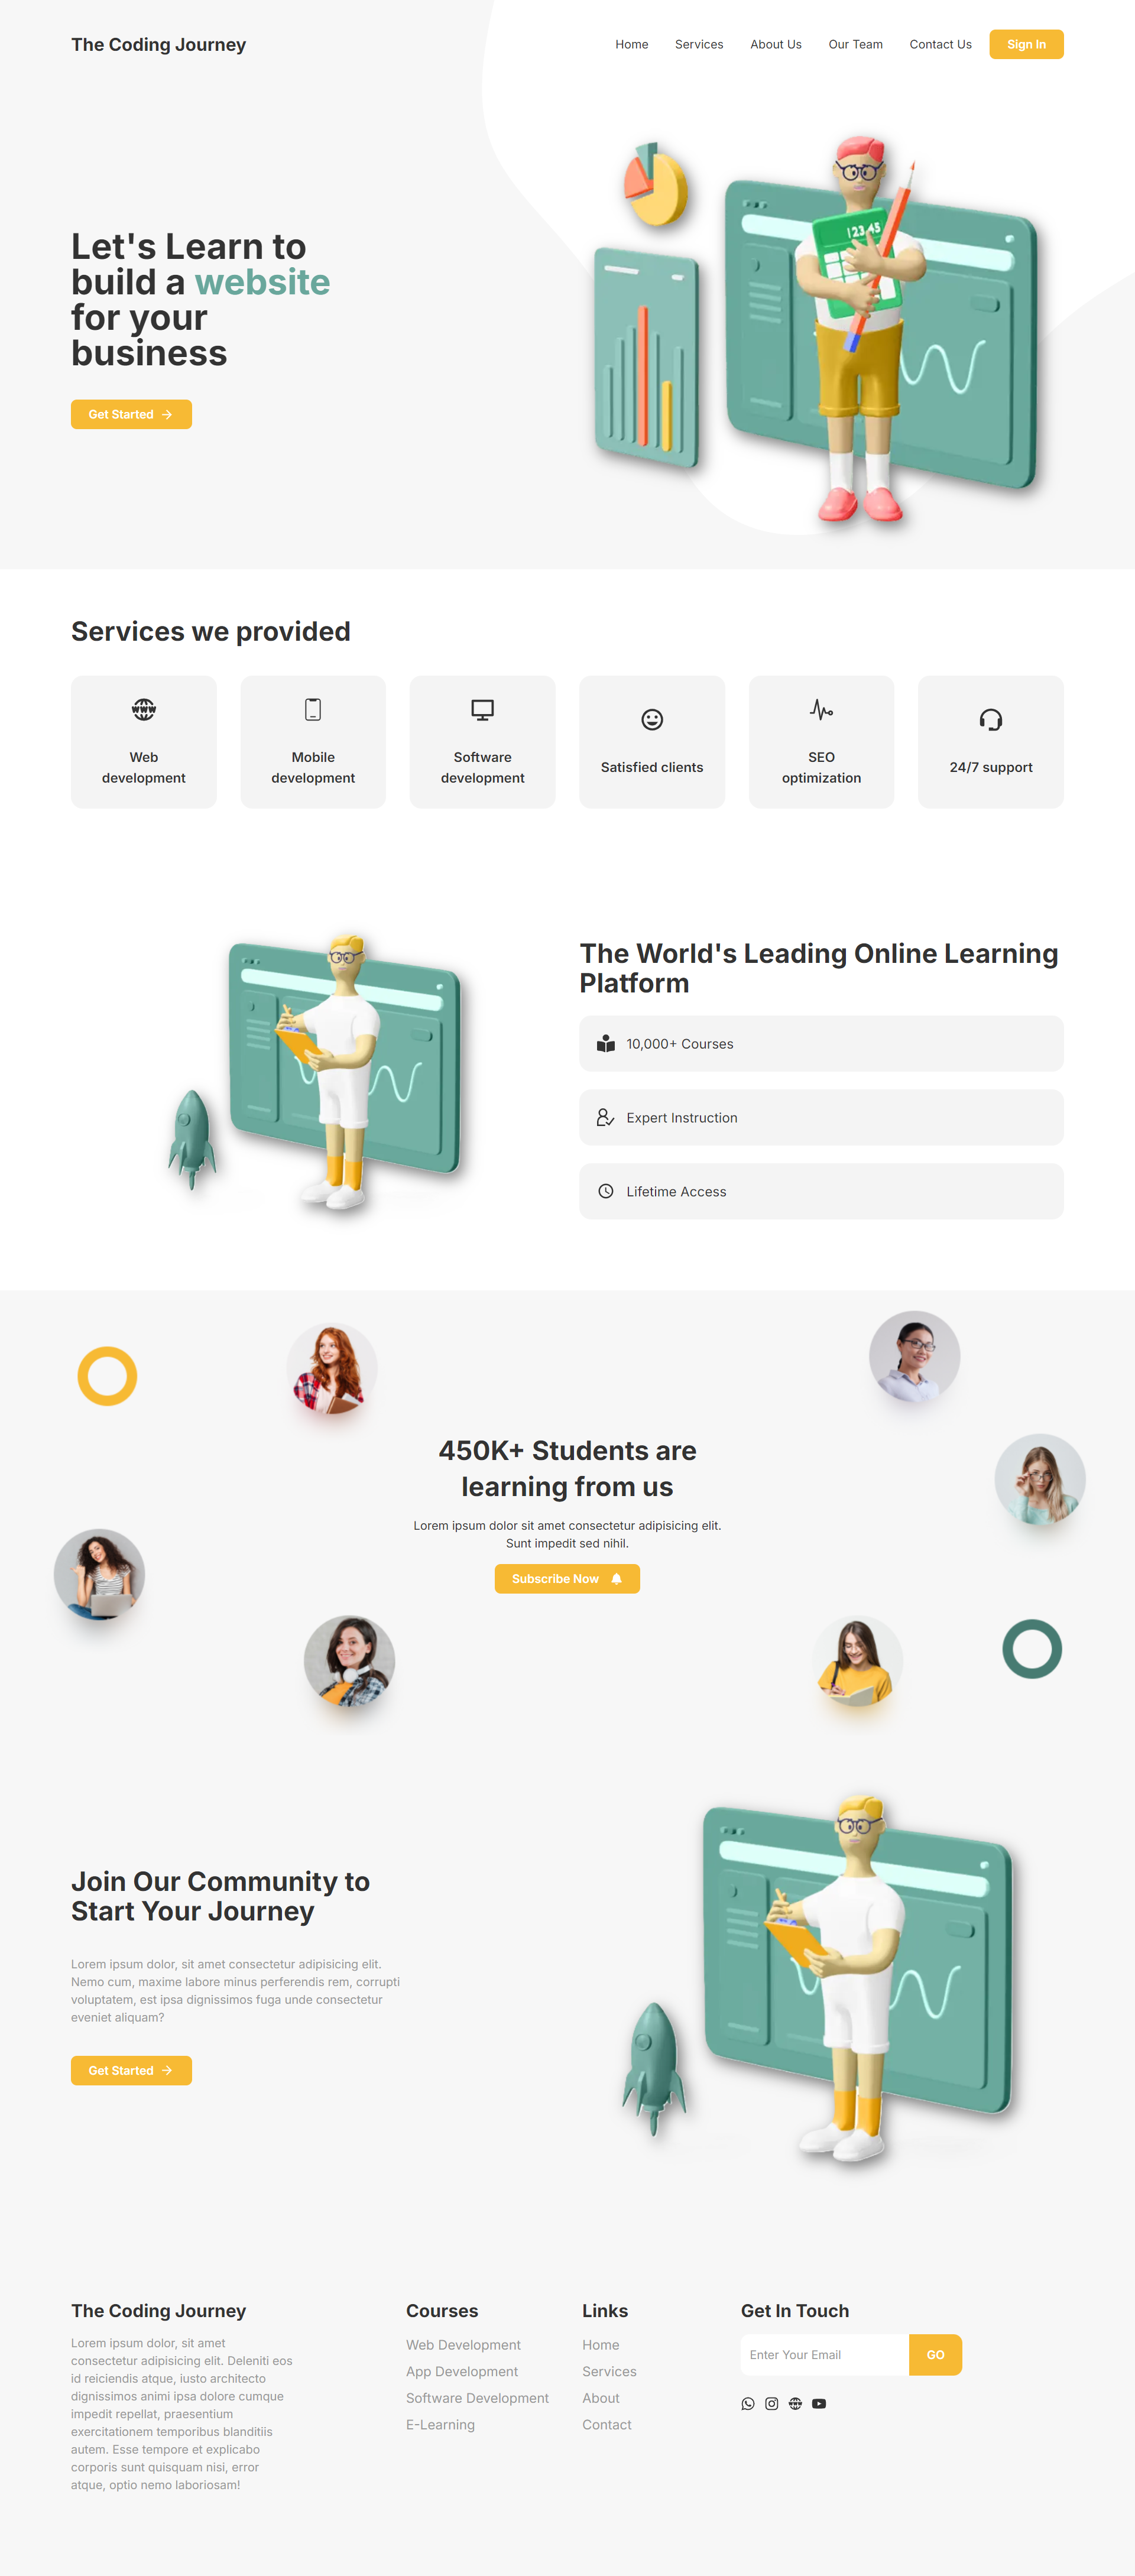 The Coding Journey
Home
Services
About Us
Our Team
Contact Us
Sign In
Let's Learn to
build a website
for your
business
Get Started
123.45
Services we provided
WWW
Web
development
Mobile
development
Software
development
Satisfied clients
SEO
optimization
24/7 support
The World's Leading Online Learning
Platform
10,000+ Courses
Expert Instruction
Lifetime Access
450K+ Students are
learning from us
Lorem ipsum dolor sit amet consectetur adipisicing elit.
Sunt impedit sed nihil.
Subscribe Now
Join Our Community to
Start Your Journey
Lorem ipsum dolor, sit amet consectetur adipisicing elit.
Nemo cum, maxime labore minus perferendis rem, corrupti
voluptatem, est ipsa dignissimos fuga unde consectetur
eveniet aliquam?
Get Started
The Coding Journey
Lorem ipsum dolor, sit amet
consectetur adipisicing elit. Deleniti eos
id reiciendis atque, iusto architecto
dignissimos animi ipsa dolore cumque
impedit repellat, praesentium
exercitationem temporibus blanditiis
autem. Esse tempore et explicabo
corporis sunt quisquam nisi, error
atque, optio nemo laboriosam!
Courses
Web Development
App Development
Software Development
E-Learning
Links
Home
Services
About
Contact
Get In Touch
Enter Your Email
GO